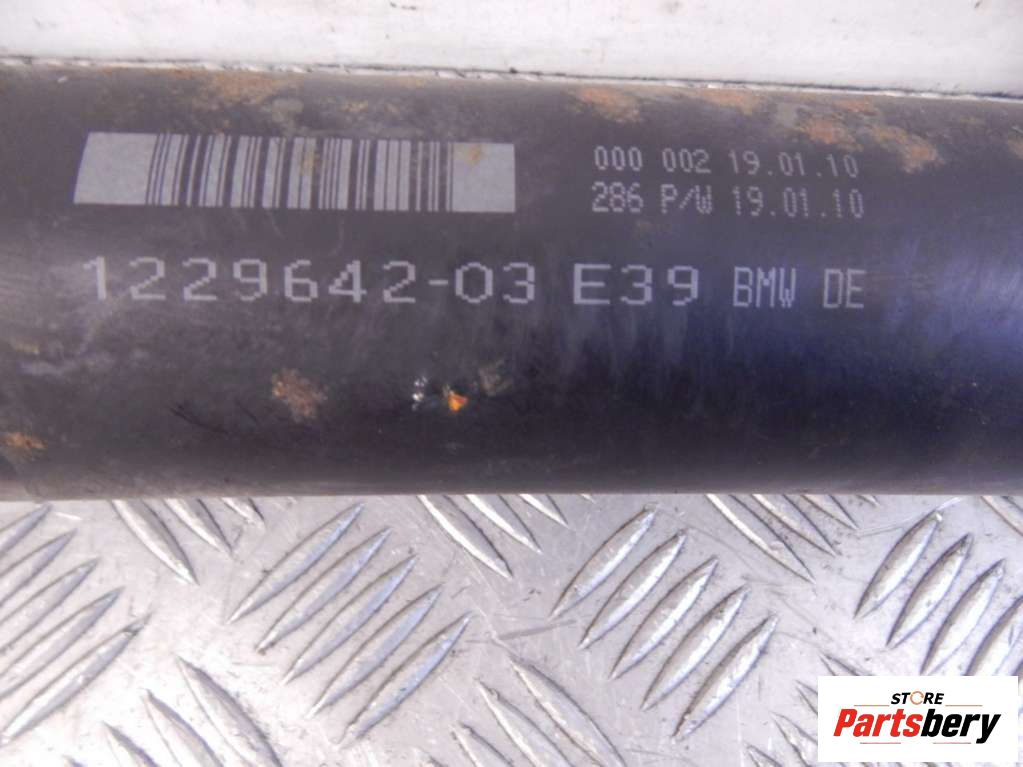 000 002 19.01.10
286 P/W 19.01.10
1229642-03 E39 BMW DE
STORE
Partsbery